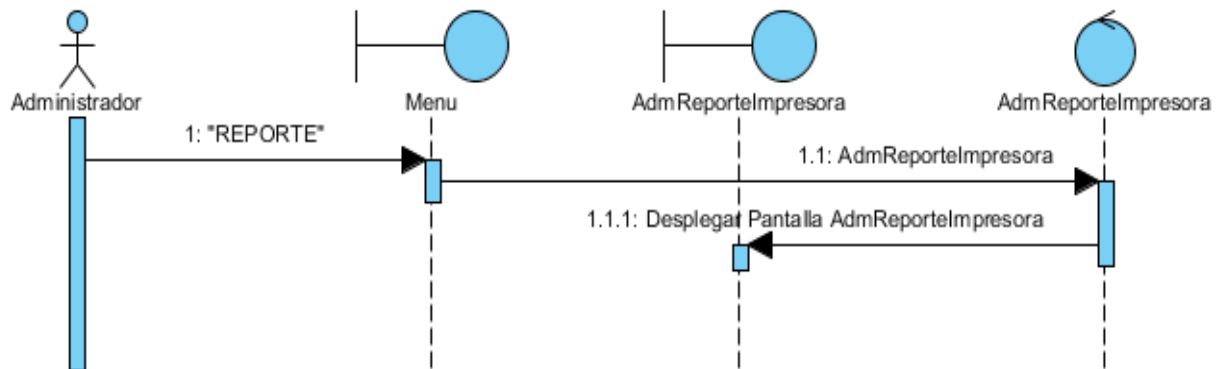 Administrador
Menu
AdmReporteImpresora
AdmReporteImpresora
1: "REPORTE"
1.1: AdmReporteImpresora
1.1.1: Desplegar Pantalla AdmReporteImpresora